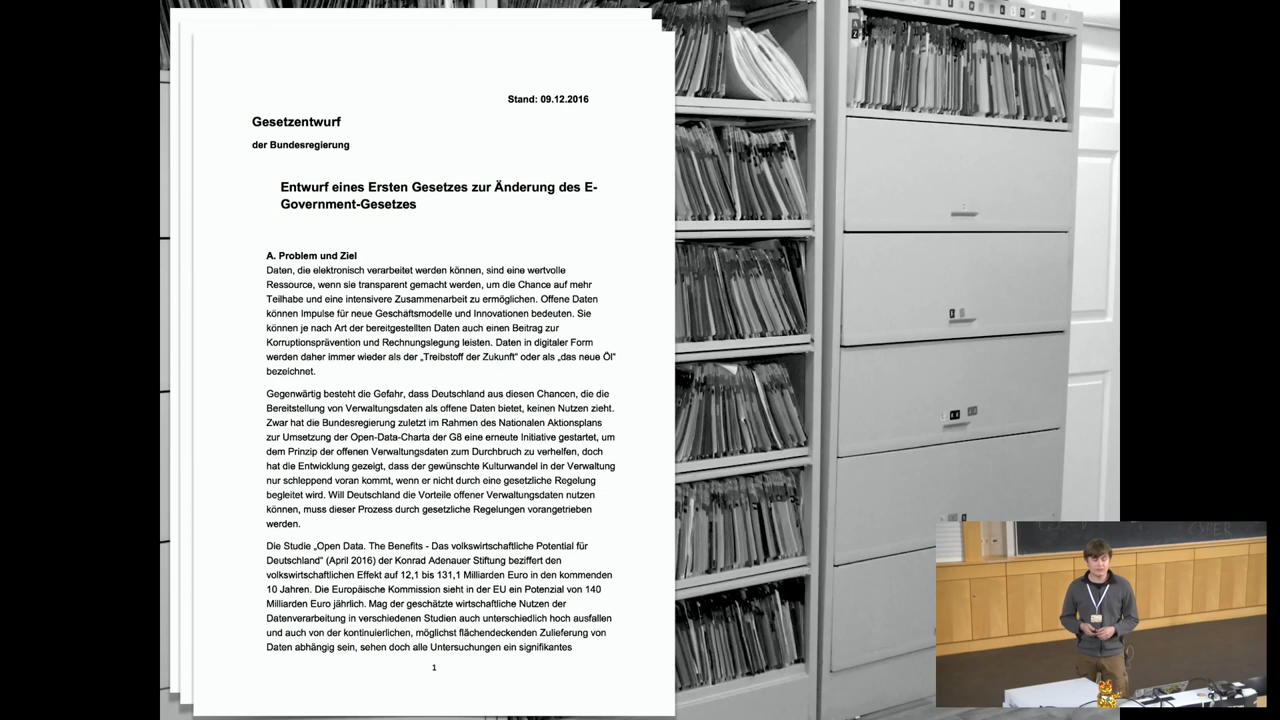 Stand: 09.12.2016
Gesetzentwurf
der Bundesregierung
Entwurf eines Ersten Gesetzes zur Änderung des E-
Government-Gesetzes
A. Problem und Ziel
Daten, die elektronisch verarbeitet werden können, sind eine wertvolle
Ressource, wenn sie transparent gemacht werden, um die Chance auf mehr
Teilhabe und eine intensivere Zusammenarbeit zu ermöglichen. Offene Daten
können Impulse für neue Geschäftsmodelle und Innovationen bedeuten. Sie
können je nach Art der bereitgestellten Daten auch einen Beitrag zur
Korruptionsprävention und Rechnungslegung leisten. Daten in digitaler Form
werden daher immer wieder als der „Treibstoff der Zukunft“ oder als „das neue Öl“
bezeichnet.
Gegenwärtig besteht die Gefahr, dass Deutschland aus diesen Chancen, die die
Bereitstellung von Verwaltungsdaten als offene Daten bietet, keinen Nutzen zieht.
Zwar hat die Bundesregierung zuletzt im Rahmen des Nationalen Aktionsplans
zur Umsetzung der Open-Data-Charta der G8 eine erneute Initiative gestartet, um
dem Prinzip der offenen Verwaltungsdaten zum Durchbruch zu verhelfen, doch
hat die Entwicklung gezeigt, dass der gewünschte Kulturwandel in der Verwaltung
nur schleppend voran kommt, wenn er nicht durch eine gesetzliche Regelung
begleitet wird. Will Deutschland die Vorteile offener Verwaltungsdaten nutzen
können, muss dieser Prozess durch gesetzliche Regelungen vorangetrieben
werden.
Die Studie „Open Data. The Benefits - Das volkswirtschaftliche Potential für
Deutschland“ (April 2016) der Konrad Adenauer Stiftung beziffert den
volkswirtschaftlichen Effekt auf 12,1 bis 131,1 Milliarden Euro in den kommenden
10 Jahren. Die Europäische Kommission sieht in der EU ein Potenzial von 140
Milliarden Euro jährlich. Mag der geschätzte wirtschaftliche Nutzen der
Datenverarbeitung in verschiedenen Studien auch unterschiedlich hoch ausfallen
und auch von der kontinuierlichen, möglichst flächendeckenden Zulieferung von
Daten abhängig sein, sehen doch alle Untersuchungen ein signifikantes
1